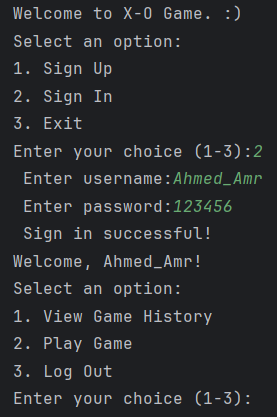 Welcome to X-O Game. :)
Select an option:
1. Sign Up
2. Sign In
3. Exit
Enter your choice (1-3):2
Enter username:Ahmed_Amr
Enter password:123456
Sign in successful!
Welcome, Ahmed_Amr!
Select an option:
1. View Game History
2. Play Game
3. Log Out
Enter your choice (1-3):